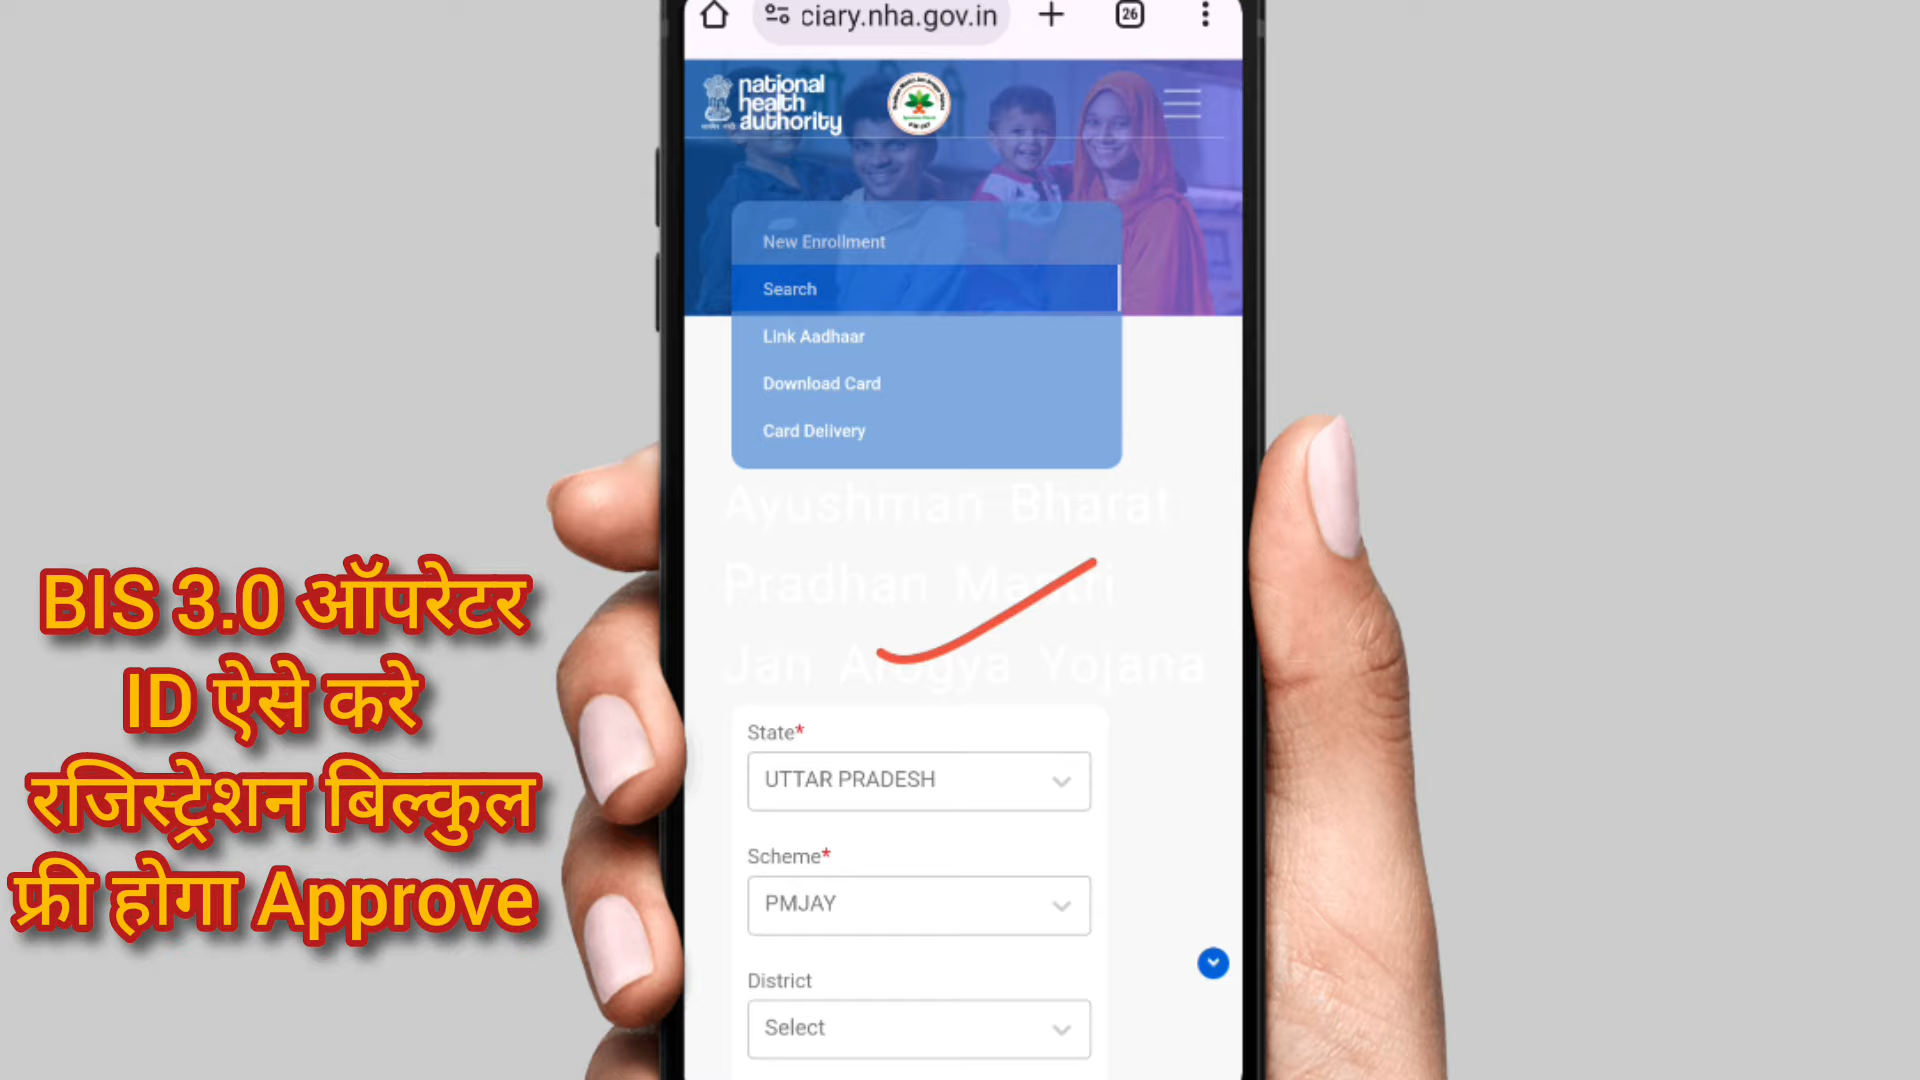 ciary.nha.gov.in
26
national
health
authority
New Enrollment
Search
Link Aadhaar
Download Card
Card Delivery
Ayushman Bharat
Pradhan Mantri
Jan Arogya Yojana
State*
UTTAR PRADESH
Scheme*
PMJAY
District
Select
BIS 3.0 ऑपरेटर
ID ऐसे करे
रजिस्ट्रेशन बिल्कुल
फ्री होगा Approve